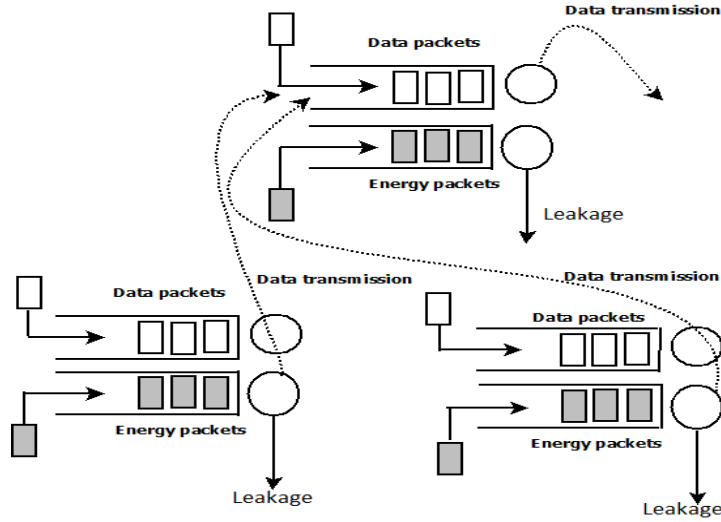 Data transmission
Data packets
Energy packets
Leakage
Data transmission
Data transmission
Data packets
Data packets
Energy packets
Energy packets
Leakage
Leakage